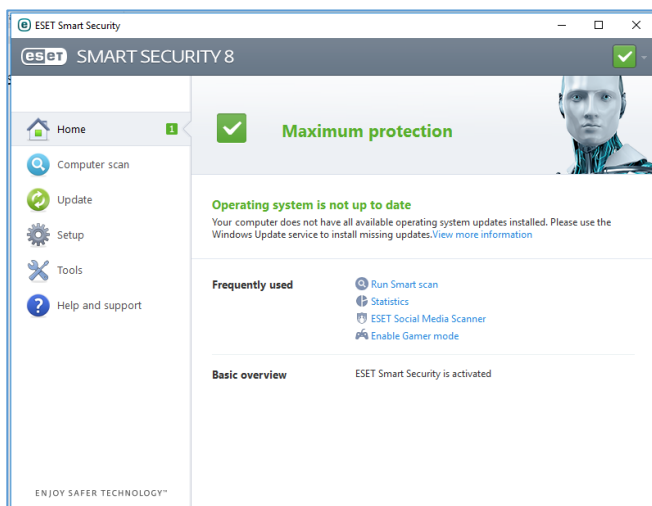 ESET Smart Security
eset SMART SECURITY 8
Home 1
Computer scan
Update
Setup
Tools
Help and support
ENJOY SAFER TECHNOLOGY™
Maximum protection
Operating system is not up to date
Your computer does not have all available operating system updates installed. Please use the
Windows Update service to install missing updates.View more information
Frequently used
Run Smart scan
Statistics
ESET Social Media Scanner
Enable Gamer mode
Basic overview
ESET Smart Security is activated